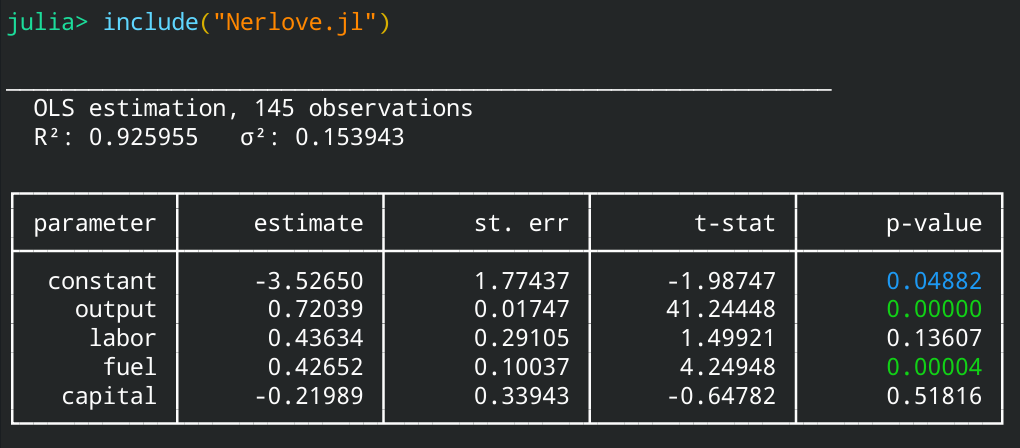 julia> include("Nerlove.jl")
OLS estimation, 145 observations
R²: 0.925955   σ²: 0.153943
parameter estimate st. err t-stat p-value
constant -3.52650 1.77437 -1.98747 0.04882
output 0.72039 0.01747 41.24448 0.00000
labor 0.43634 0.29105 1.49921 0.13607
fuel 0.42652 0.10037 4.24948 0.00004
capital -0.21989 0.33943 -0.64782 0.51816